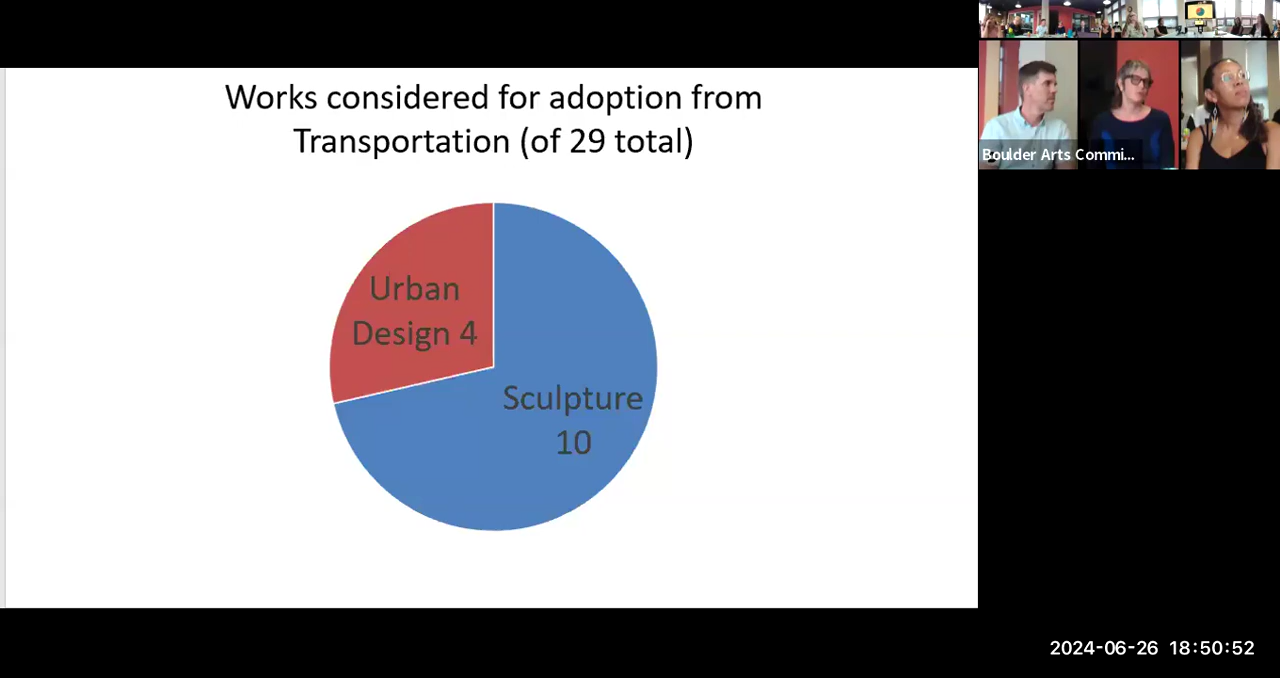 Works considered for adoption from
Transportation (of 29 total)
Urban
Design 4
Sculpture
10
Boulder Arts Commi...
2024-06-26 18:50:52